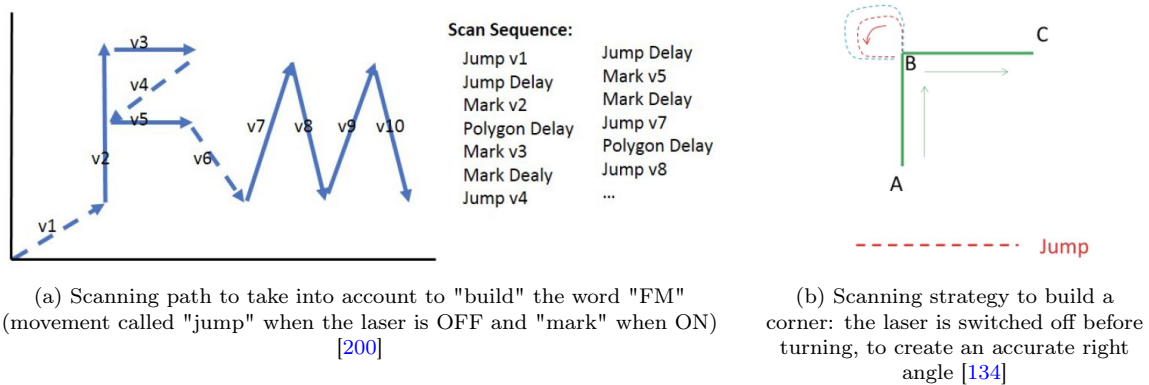 v3
v4
v5
v2
v6
v7
v8
v9
v10
v1
Scan Sequence:
Jump v1
Jump Delay
Mark v2
Polygon Delay
Mark v3
Mark Dealy
Jump v4
Jump Delay
Mark v5
Mark Delay
Jump v7
Polygon Delay
Jump v8
...
(a) Scanning path to take into account to "build" the word "FM"
(movement called "jump" when the laser is OFF and "mark" when ON)
[200]
C
B
A
Jump
(b) Scanning strategy to build a
corner: the laser is switched off before
turning, to create an accurate right
angle [134]